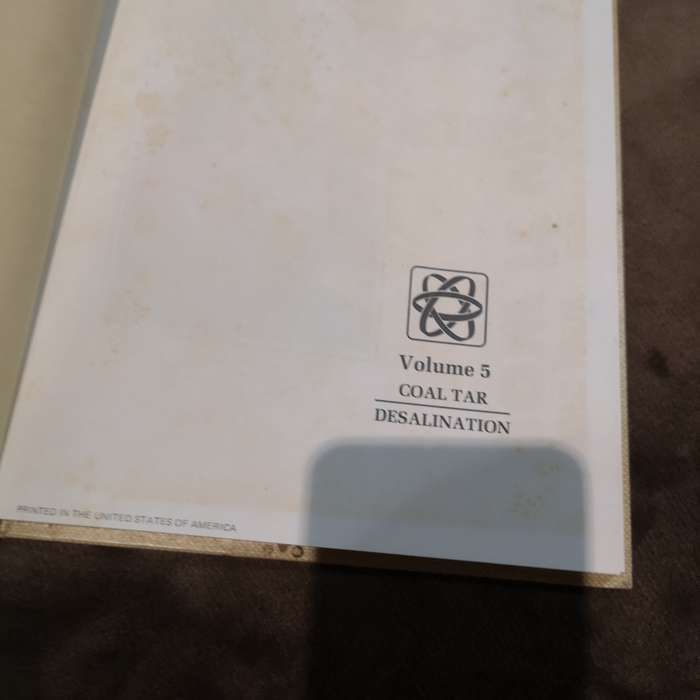 Volume 5
COAL TAR
DESALINATION
PRINTED IN THE UNITED STATES OF AMERICA